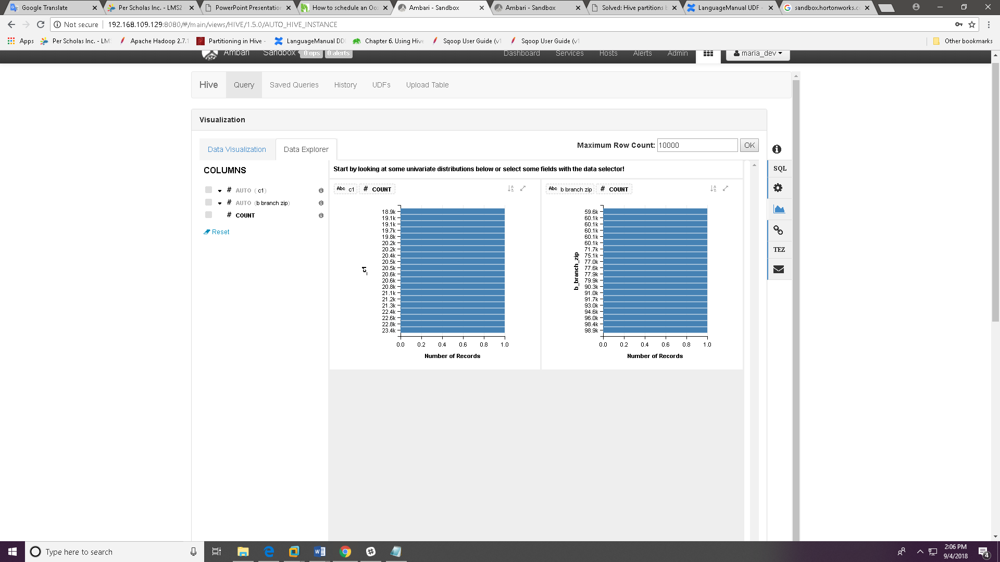 Google Translate
Per Scholas Inc. - LMS2
PowerPoint Presentation
How to schedule an Oo
Ambari - Sandbox
Ambari - Sandbox
Solved: Hive partitions
LanguageManual UDF -
sandbox.hortonworks.c
Not secure
192.168.109.129:8080/#/main/views/HIVE/1.5.0/AUTO_HIVE_INSTANCE
Apps
Per Scholas Inc. - LM
Apache Hadoop 2.7.1
Partitioning in Hive -
LanguageManual DD
Chapter 6. Using Hive
Sqoop User Guide (v1
Sqoop User Guide (v1
Other bookmarks
Ambari Sandbox 0 ops 0 alerts
Dashboard Services Hosts Alerts Admin
maria_dev
Hive Query Saved Queries History UDFs Upload Table
Visualization
Data Visualization
Data Explorer
Maximum Row Count: 10000 OK
COLUMNS
# AUTO ( c1)
# AUTO (b branch zip)
# COUNT
Reset
Start by looking at some univariate distributions below or select some fields with the data selector!
Abc c1 # COUNT
_c1
18.9k
19.1k
19.1k
19.7k
19.8k
20.2k
20.2k
20.4k
20.5k
20.5k
20.6k
20.6k
20.8k
21.1k
21.2k
21.3k
22.4k
22.6k
22.8k
23.4k
0.0 0.2 0.4 0.6 0.8 1.0
Number of Records
Abc b branch zip # COUNT
b_branch_zip
59.6k
60.1k
60.1k
60.1k
60.1k
60.1k
71.7k
75.1k
77.0k
77.6k
77.9k
79.9k
90.3k
91.0k
91.7k
93.0k
94.6k
96.0k
98.4k
98.9k
0.0 0.2 0.4 0.6 0.8 1.0
Number of Records
SQL
TEZ
Type here to search
2:06 PM
9/4/2018
4